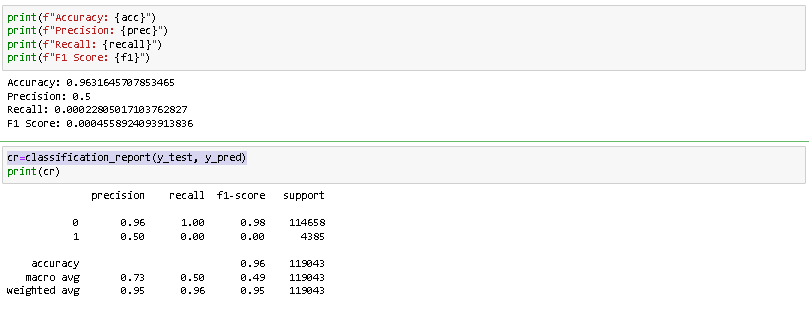 print(f"Accuracy: {acc}")
print(f"Precision: {prec}")
print(f"Recall: {recall}")
print(f"F1 Score: {f1}")
Accuracy: 0.9631645707853465
Precision: 0.5
Recall: 0.00022805017103762827
F1 Score: 0.0004558924093913836
cr=classification_report(y_test, y_pred)
print(cr)
precision recall f1-score support
0 0.96 1.00 0.98 114658
1 0.50 0.00 0.00 4385
accuracy 0.96 119043
macro avg 0.73 0.50 0.49 119043
weighted avg 0.95 0.96 0.95 119043